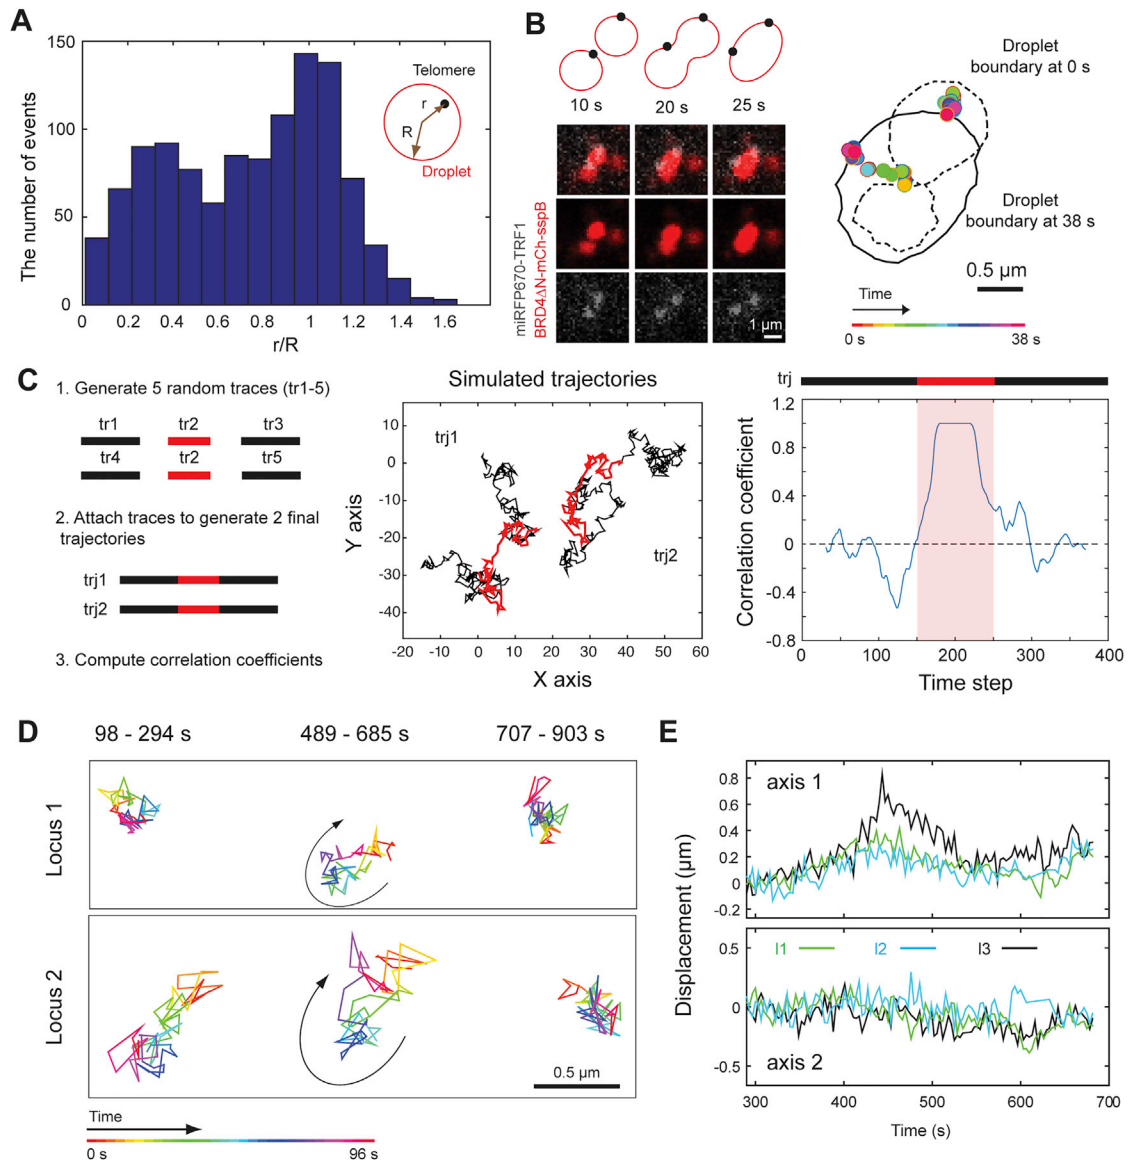 A
150
100
50
0
The number of events
0
0.2
0.4
0.6
0.8
1
1.2
1.4
1.6
r/R
Telomere
r
R
Droplet
B
10 s
20 s
25 s
miRFP670-TRF1
BRD4ΔN-mCh-sspB
1 µm
Droplet
boundary at 0 s
Droplet
boundary at 38 s
0.5 µm
Time
0 s
38 s
C
1. Generate 5 random traces (tr1-5)
tr1 tr2 tr3
tr4 tr2 tr5
2. Attach traces to generate 2 final
trajectories
trj1
trj2
3. Compute correlation coefficients
Simulated trajectories
10
0
-10
-20
-30
-40
Y axis
trj1
trj2
-20
-10
0
10
20
30
40
50
60
X axis
trj
1.2
0.8
0.4
0
-0.4
-0.8
Correlation coefficient
0
100
200
300
400
Time step
D
98 - 294 s
489 - 685 s
707 - 903 s
Locus 1
Locus 2
0.5 µm
Time
0 s
96 s
E
axis 1
0.8
0.6
0.4
0.2
0
-0.2
Displacement (µm)
l1
l2
l3
0.5
0
-0.5
axis 2
300
400
500
600
700
Time (s)